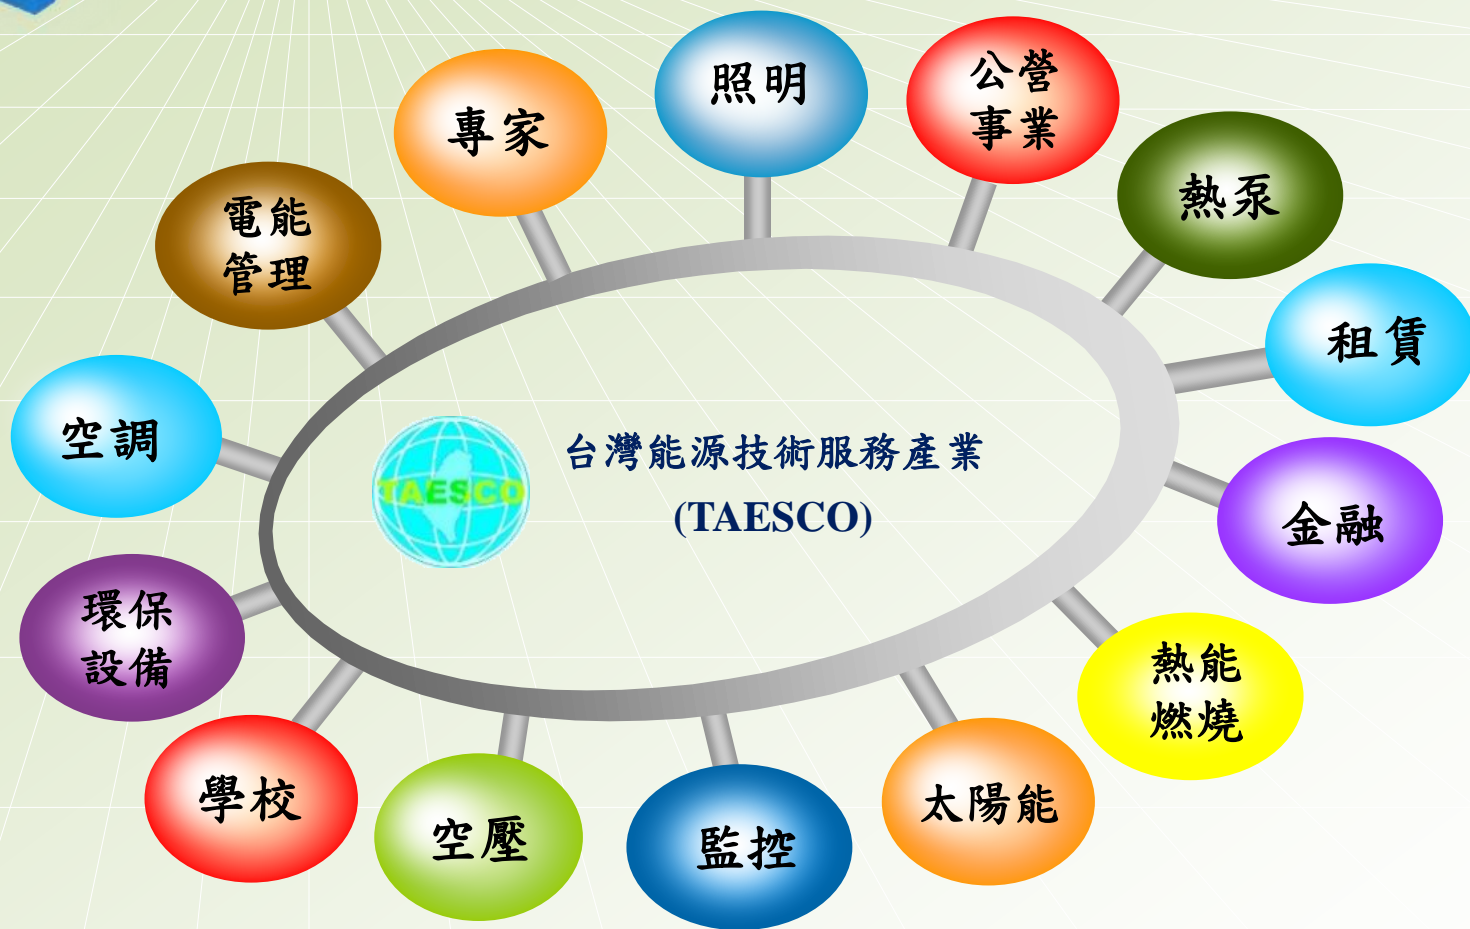 照明
公營
事業
專家
熱泵
電能
管理
租賃
空調
台灣能源技術服務產業
(TAESCO)
TAESCO
金融
環保
設備
熱能
燃燒
學校
空壓
監控
太陽能